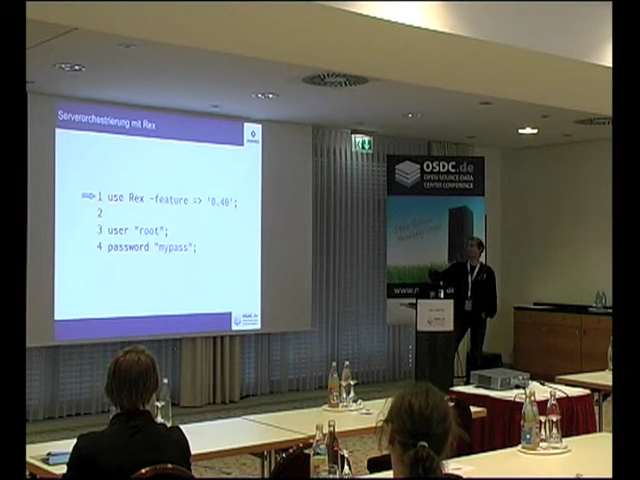 Serverorchestrierung mit Rex
1 use Rex -feature => '0.40';
2
3 user "root";
4 password "mypass";
OSDC.de
OPEN SOURCE DATA
CENTER CONFERENCE